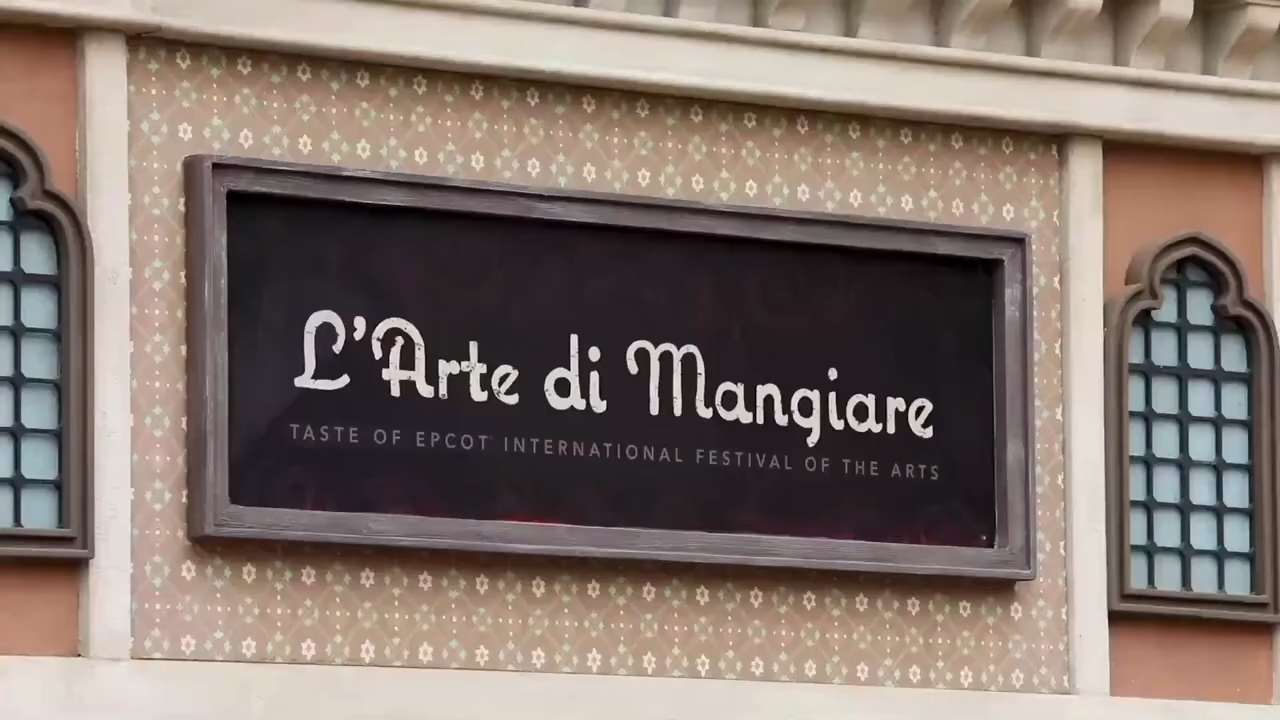 L'Arte di Mangiare
TASTE OF EPCOT INTERNATIONAL FESTIVAL OF THE ARTS